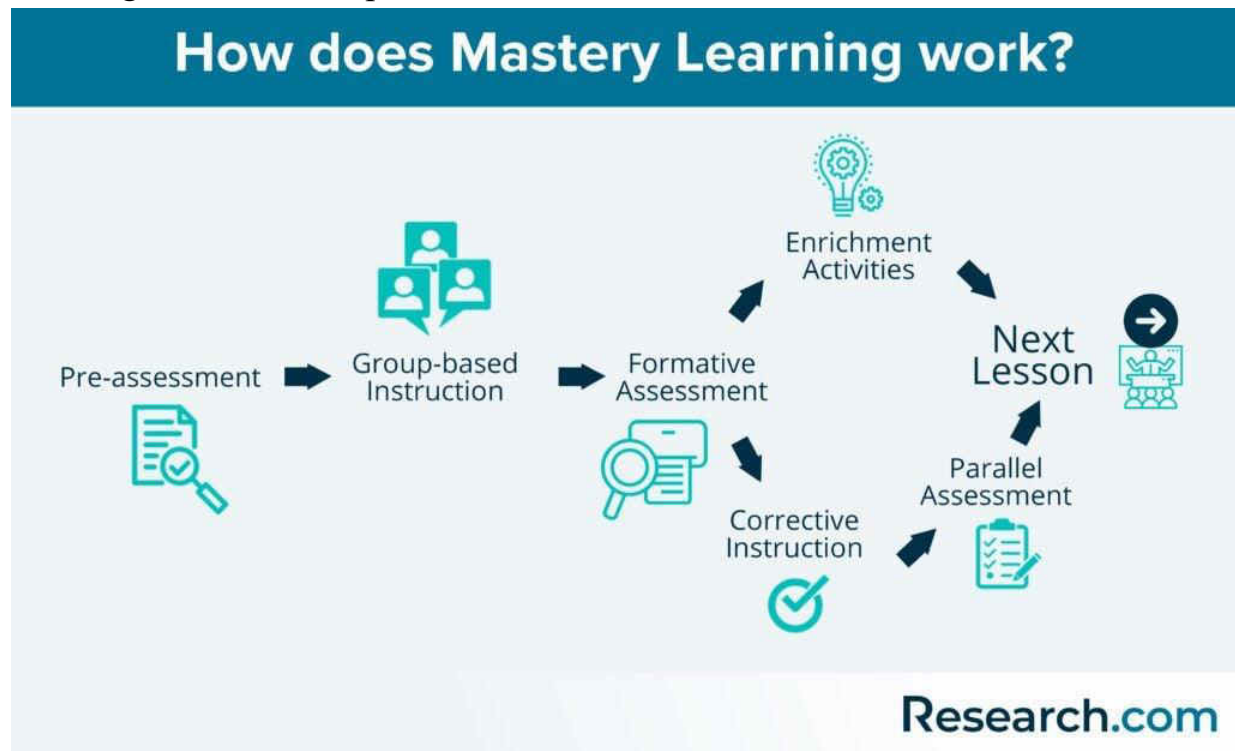 How does Mastery Learning work?
Pre-assessment
Group-based
Instruction
Formative
Assessment
Enrichment
Activities
Corrective
Instruction
Parallel
Assessment
Next
Lesson
Research.com